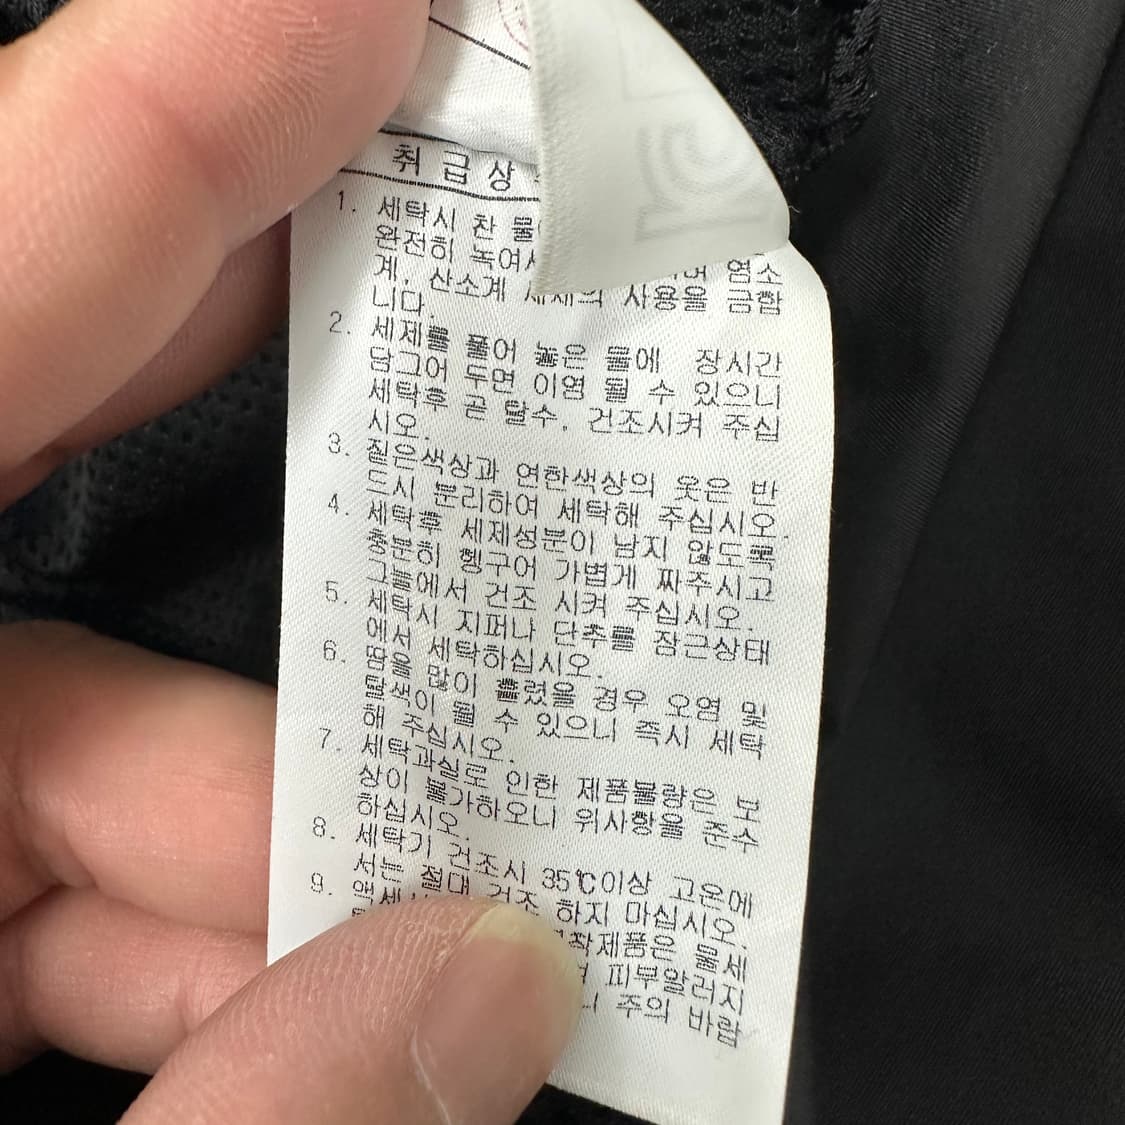 취급상
1. 세탁시 찬
완전히 염소
계, 산소계 세제의 사용을 금합
니다.
2. 세제를 풀어 놓은 물에 장시간
담그어 두면 이염 될 수 있으니
세탁후 곧 탈수, 건조시켜 주십
시오.
3. 짙은색상과 연한색상의 옷은 반
드시 분리하여 세탁해 주십시오.
4. 세탁후 세제성분이 남지 않도록
충분히 헹구어 가볍게 짜주시고
그늘에서 건조 시켜 주십시오.
5. 세탁시 지퍼나 단추를 잠근상태
에서 세탁하십시오.
6. 땀을 많이 흘렸을 경우 오염 및
탈색이 될 수 있으니 즉시 세탁
해 주십시오.
7. 세탁과실로 인한 제품불량은 보
상이 불가하오니 위사항을 준수
하십시오.
8. 세탁기 건조시 35℃이상 고온에
서는 절대 건조 하지 마십시오.
9. 물세
피부알러지
주의 바랍